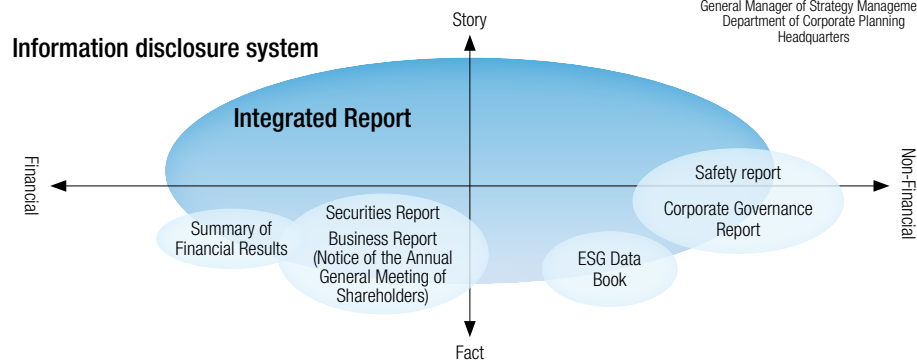 General Manager of Strategy Manageme
Department of Corporate Planning
Headquarters
Information disclosure system
Story
Integrated Report
Financial
Non-Financial
Safety report
Corporate Governance
Report
Summary of
Financial Results
Securities Report
Business Report
(Notice of the Annual
General Meeting of
Shareholders)
ESG Data
Book
Fact